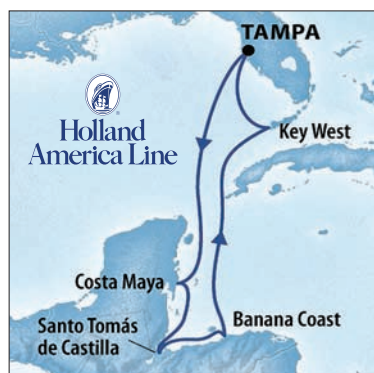 TAMPA
Holland
America Line
Key West
Costa Maya
Santo Tomás
de Castilla
Banana Coast